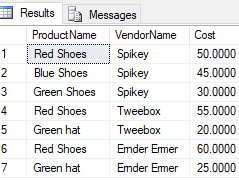 Results Messages
ProductName VendorName Cost
1 Red Shoes Spikey 50.0000
2 Blue Shoes Spikey 45.0000
3 Green Shoes Spikey 30.0000
4 Red Shoes Tweebox 55.0000
5 Green hat Tweebox 20.0000
6 Red Shoes Emder Ermer 60.0000
7 Green hat Emder Ermer 25.0000